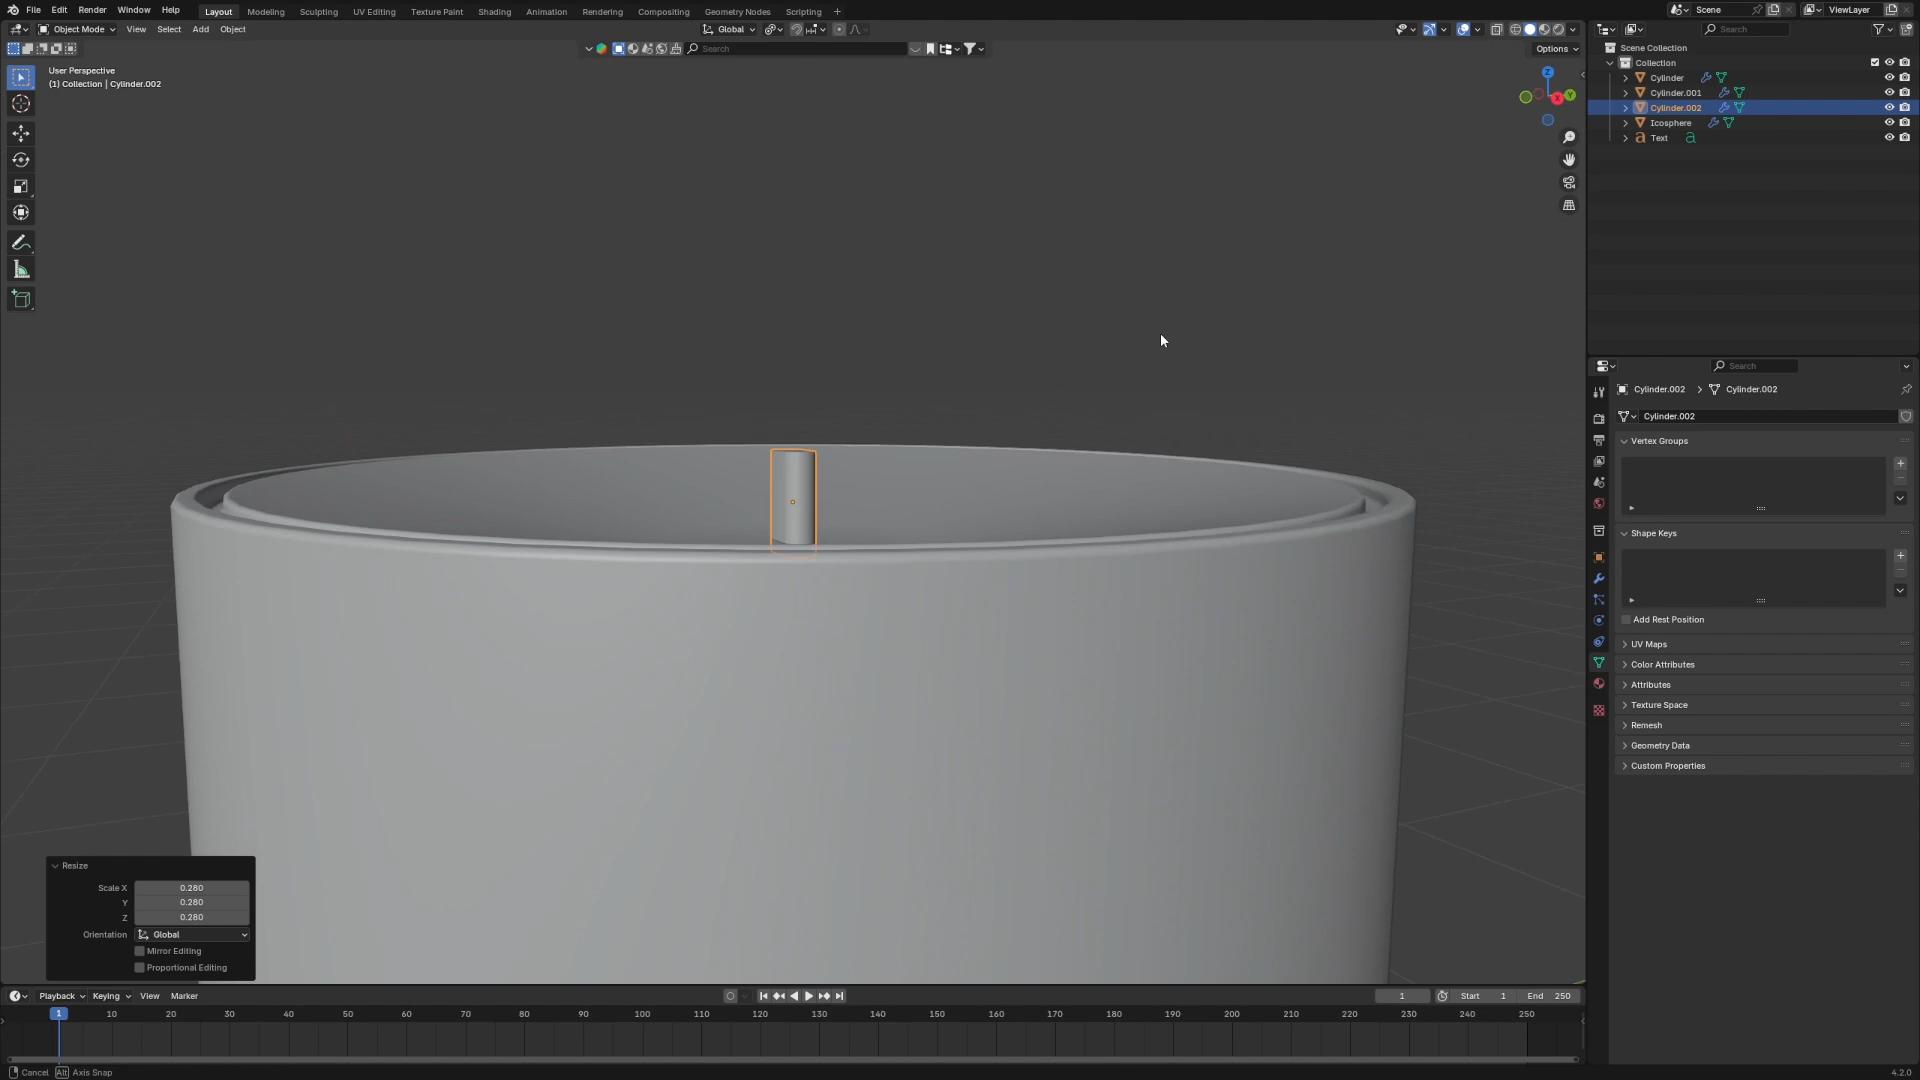 File Edit Render Window Help Layout Modeling Sculpting UV Editing Texture Paint Shading Animation Rendering Compositing Geometry Nodes Scripting + Scene ViewLayer
Object Mode View Select Add Object Global Search
Search Options Scene Collection
User Perspective
(1) Collection | Cylinder.002
Z
X
Y
Collection
Cylinder
Cylinder.001
Cylinder.002
Icosphere
Text
Search
Cylinder.002 > Cylinder.002
Cylinder.002
Vertex Groups
Shape Keys
Add Rest Position
UV Maps
Color Attributes
Attributes
Texture Space
Remesh
Geometry Data
Custom Properties
Resize
Scale X 0.280
Y 0.280
Z 0.280
Orientation Global
Mirror Editing
Proportional Editing
Playback Keying View Marker 1 Start 1 End 250
1 10 20 30 40 50 60 70 80 90 100 110 120 130 140 150 160 170 180 190 200 210 220 230 240 250
Cancel Alt Axis Snap 4.2.0